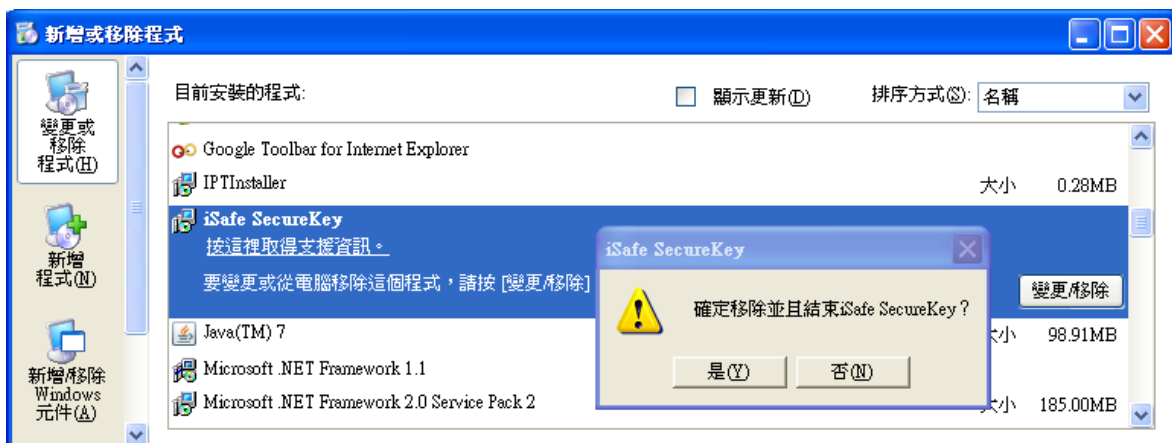 新增或移除程式
變更或
移除
程式(H)
新增
程式(N)
新增/移除
Windows
元件(A)
目前安裝的程式:
顯示更新(D)
排序方式(S):
名稱
Google Toolbar for Internet Explorer
IPTInstaller
大小 0.28MB
iSafe SecureKey
按這裡取得支援資訊。
要變更或從電腦移除這個程式，請按 [變更/移除]
變更/移除
Java(TM) 7
大小 98.91MB
Microsoft .NET Framework 1.1
Microsoft .NET Framework 2.0 Service Pack 2
大小 185.00MB
iSafe SecureKey
確定移除並且結束iSafe SecureKey？
是(Y)
否(N)